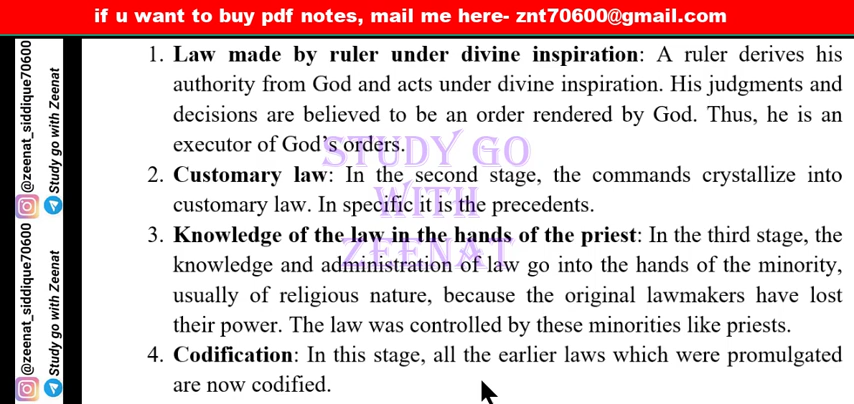 if u want to buy pdf notes, mail me here- znt70600@gmail.com
1. Law made by ruler under divine inspiration: A ruler derives his
authority from God and acts under divine inspiration. His judgments and
decisions are believed to be an order rendered by God. Thus, he is an
executor of God's orders.
2. Customary law: In the second stage, the commands crystallize into
customary law. In specific it is the precedents.
3. Knowledge of the law in the hands of the priest: In the third stage, the
knowledge and administration of law go into the hands of the minority,
usually of religious nature, because the original lawmakers have lost
their power. The law was controlled by these minorities like priests.
4. Codification: In this stage, all the earlier laws which were promulgated
are now codified.
STUDY GO
WITH
ZEENAT
@zeenat_siddique70600
Study go with Zeenat
@zeenat_siddique70600
Study go with Zeenat